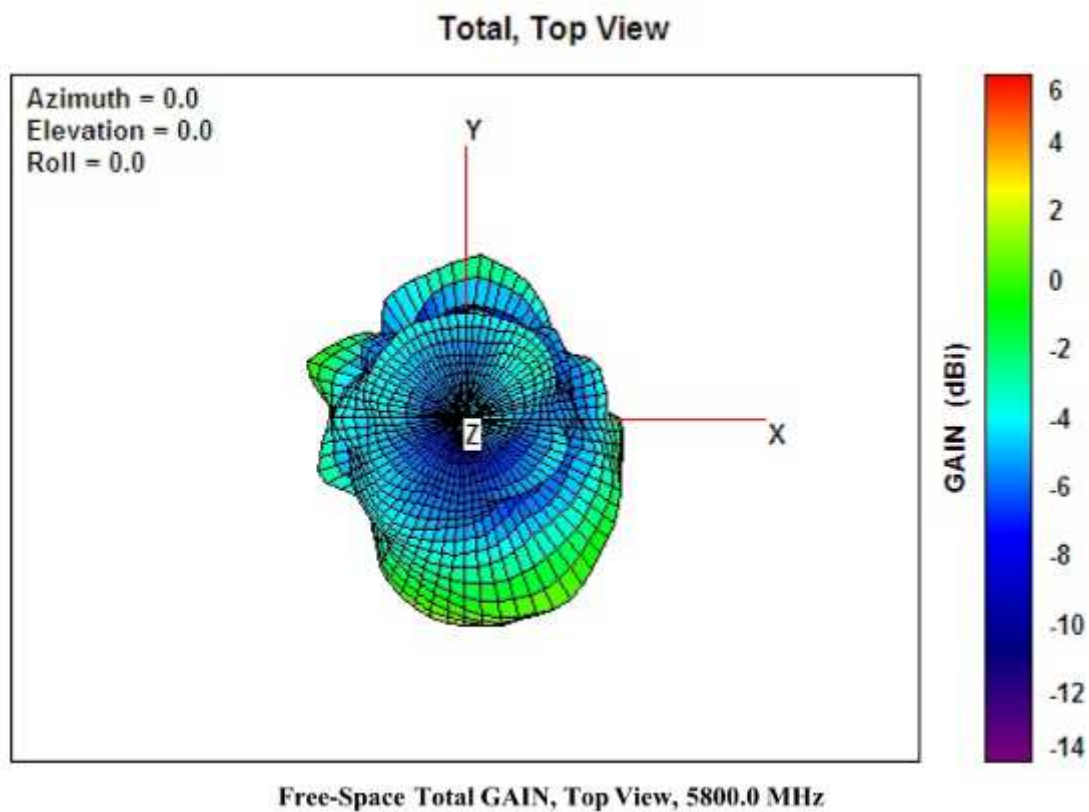 Total, Top View
Azimuth = 0.0
Elevation = 0.0
Roll = 0.0
Y
X
Z
6
4
2
0
-2
-4
-6
-8
-10
-12
-14
GAIN (dBi)
Free-Space Total GAIN, Top View, 5800.0 MHz